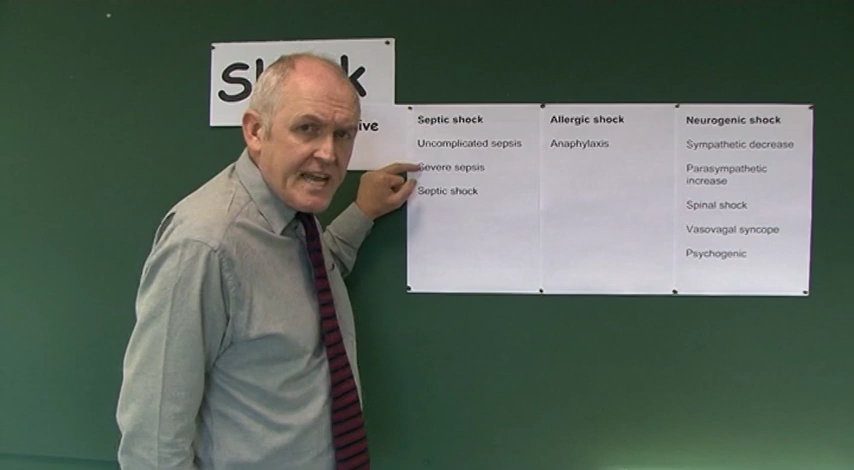 ive
Septic shock
Uncomplicated sepsis
Severe sepsis
Septic shock
Allergic shock
Anaphylaxis
Neurogenic shock
Sympathetic decrease
Parasympathetic
increase
Spinal shock
Vasovagal syncope
Psychogenic